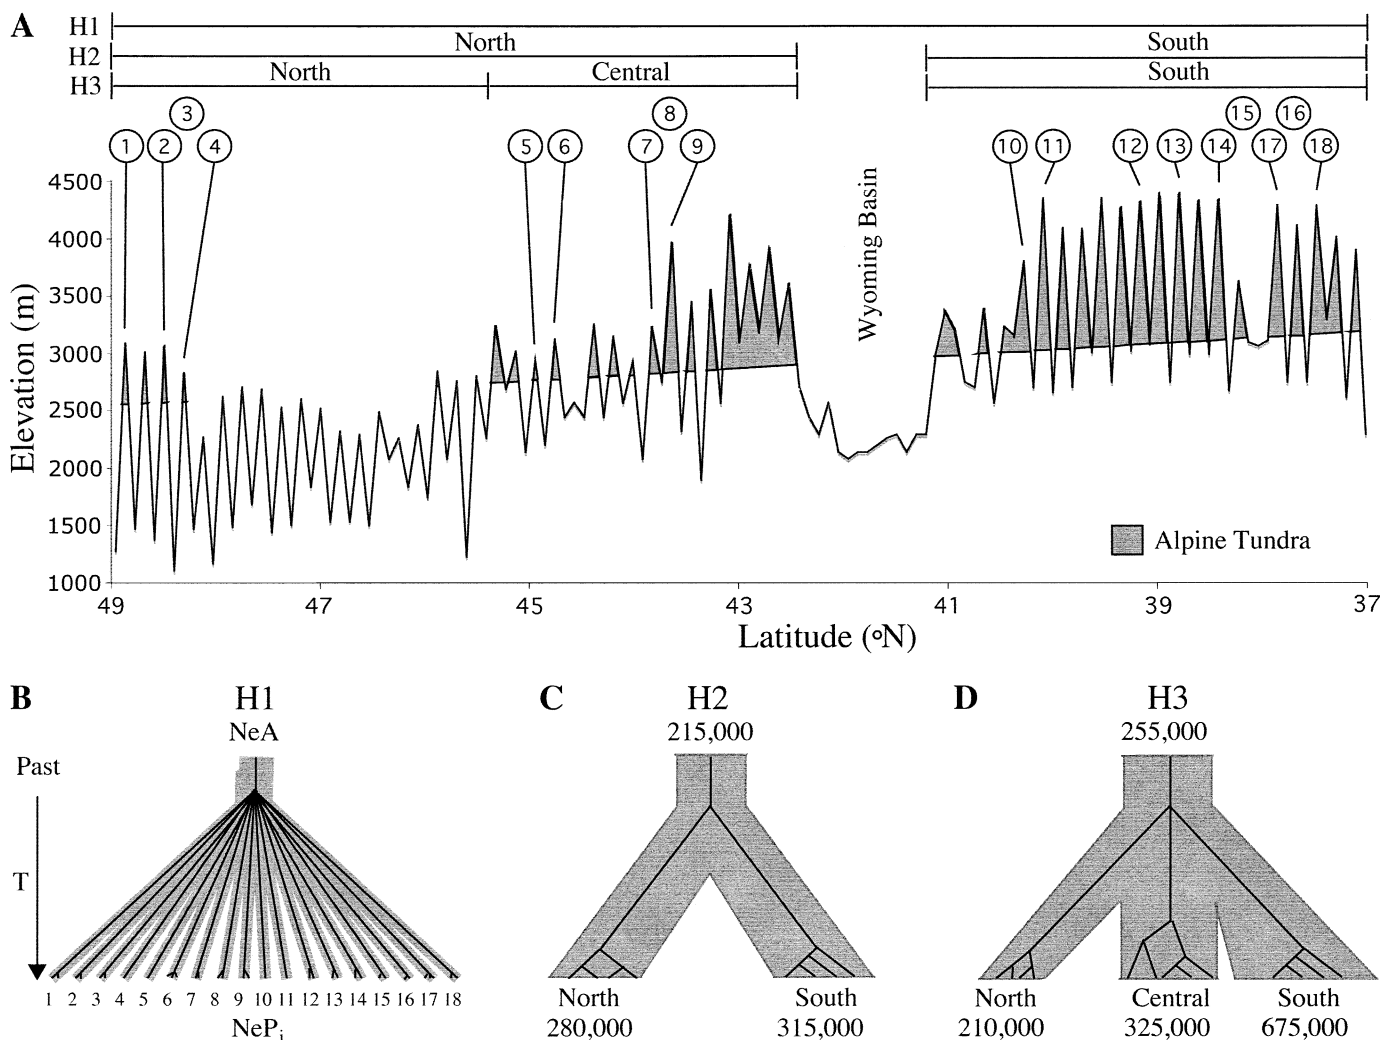 A
H1
North
South
H2
North
Central
South
H3
3
8
15
16
1
2
4
5
6
7
9
10
11
12
13
14
17
18
4500
4000
3500
3000
2500
2000
1500
1000
Elevation (m)
Wyoming Basin
Alpine Tundra
49
47
45
43
41
39
37
Latitude (°N)
B
H1
NeA
Past
T
1 2 3 4 5 6 7 8 9 10 11 12 13 14 15 16 17 18
NePi
C
H2
215,000
North
South
280,000
315,000
D
H3
255,000
North
Central
South
210,000
325,000
675,000